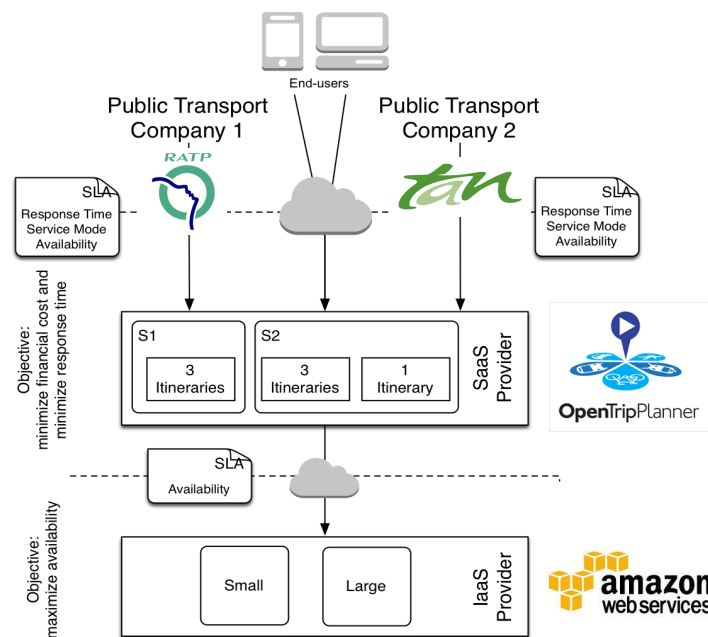 End-users
Public Transport
Company 1
Public Transport
Company 2
RATP
tan
SLA
Response Time
Service Mode
Availability
SLA
Response Time
Service Mode
Availability
Objective:
minimize financial cost and
minimize response time
S1
3
Itineraries
S2
3
Itineraries
1
Itinerary
SaaS
Provider
OpenTripPlanner
SLA
Availability
Objective:
maximize availability
Small
Large
IaaS
Provider
amazon
webservices